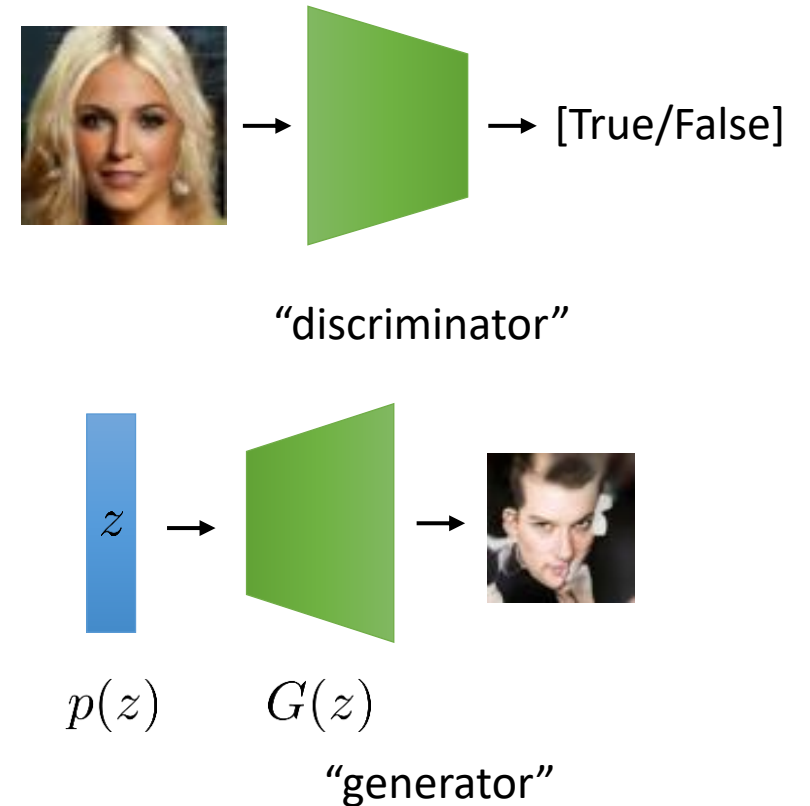 [True/False]
“discriminator”
z
p(z) G(z)
“generator”